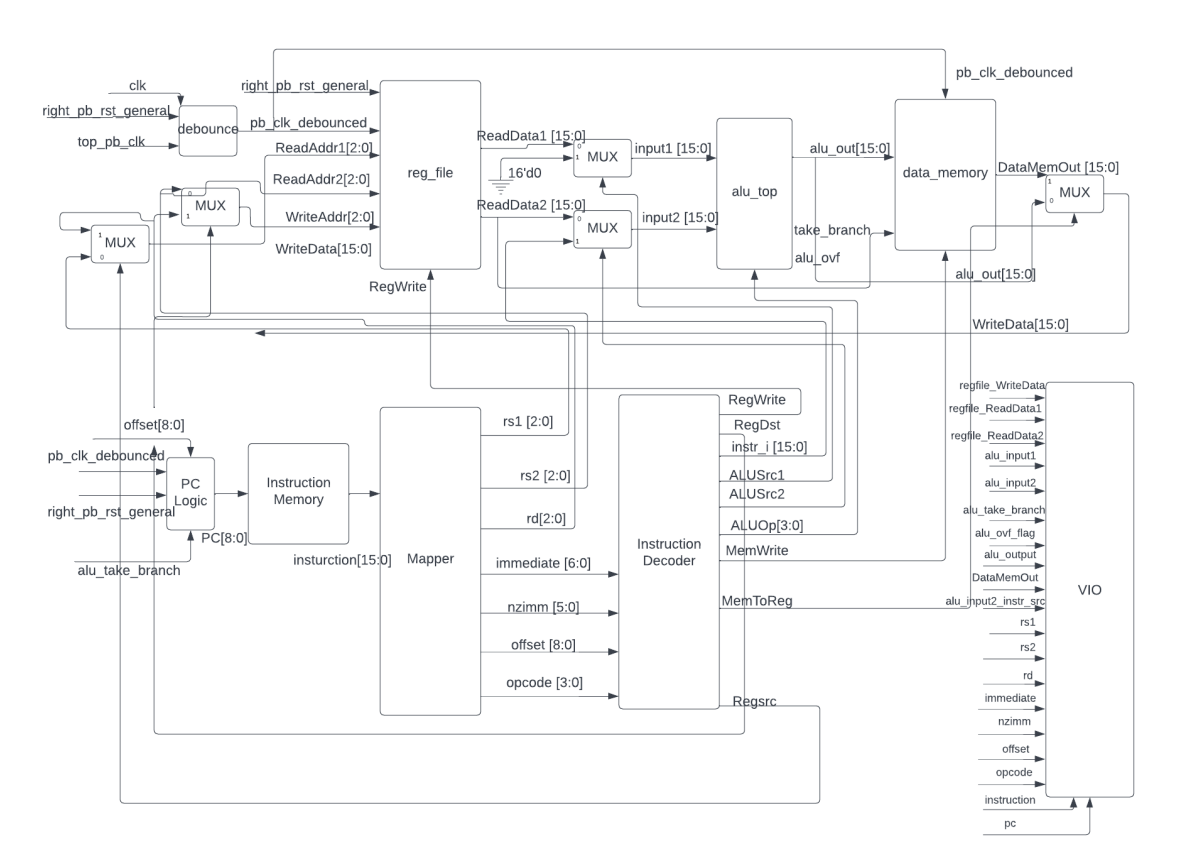 pb_clk_debounced
clk
right_pb_rst_general
top_pb_clk
debounce
right_pb_rst_general
pb_clk_debounced
ReadAddr1[2:0]
ReadAddr2[2:0]
WriteAddr[2:0]
WriteData[15:0]
RegWrite
0
MUX
1
1
MUX
0
reg_file
ReadData1 [15:0]
16'd0
0
MUX
1
input1 [15:0]
ReadData2 [15:0]
0
MUX
1
input2 [15:0]
alu_top
alu_out[15:0]
take_branch
alu_ovf
data_memory
DataMemOut [15:0]
1
MUX
0
alu_out[15:0]
WriteData[15:0]
offset[8:0]
pb_clk_debounced
right_pb_rst_general
alu_take_branch
PC
Logic
PC[8:0]
Instruction
Memory
insturction[15:0]
Mapper
rs1 [2:0]
rs2 [2:0]
rd[2:0]
immediate [6:0]
nzimm [5:0]
offset [8:0]
opcode [3:0]
Instruction
Decoder
RegWrite
RegDst
instr_i [15:0]
ALUSrc1
ALUSrc2
ALUOp[3:0]
MemWrite
MemToReg
Regsrc
regfile_WriteData
regfile_ReadData1
regfile_ReadData2
alu_input1
alu_input2
alu_take_branch
alu_ovf_flag
alu_output
DataMemOut
alu_input2_instr_src
rs1
rs2
rd
immediate
nzimm
offset
opcode
instruction
pc
VIO